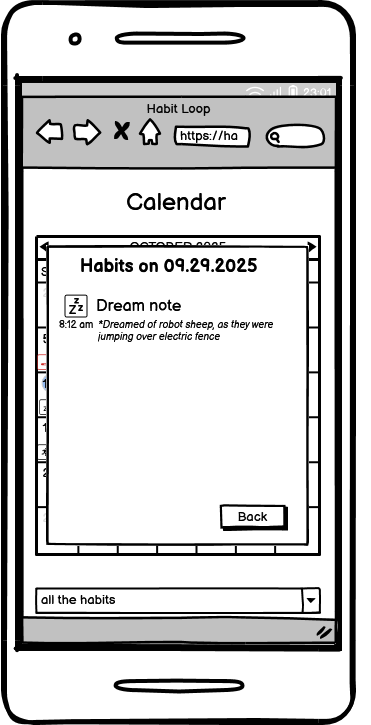 23:01
Habit Loop
https://ha
Calendar
OCTOBER 2025
Habits on 09.29.2025
Dream note
8:12 am *Dreamed of robot sheep, as they were
jumping over electric fence
Back
all the habits